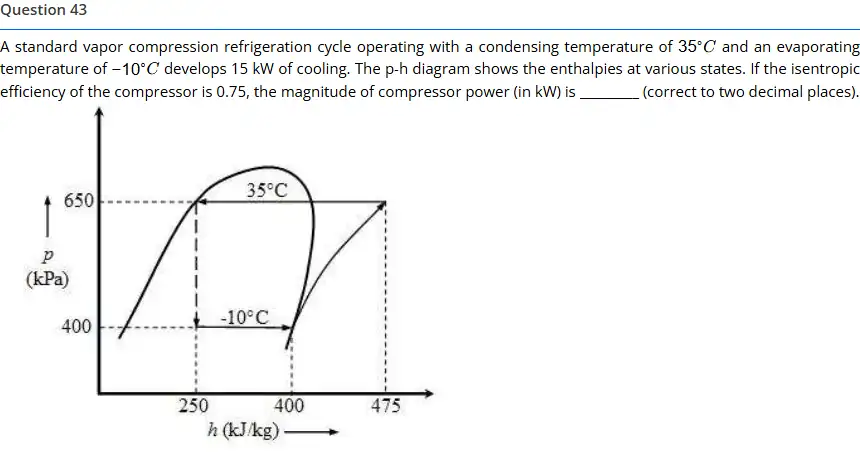 Question 43
A standard vapor compression refrigeration cycle operating with a condensing temperature of 35°C and an evaporating
temperature of −10°C develops 15 kW of cooling. The p-h diagram shows the enthalpies at various states. If the isentropic
efficiency of the compressor is 0.75, the magnitude of compressor power (in kW) is ________ (correct to two decimal places).
35°C
650
p
(kPa)
-10°C
400
250 400 475
h (kJ/kg)